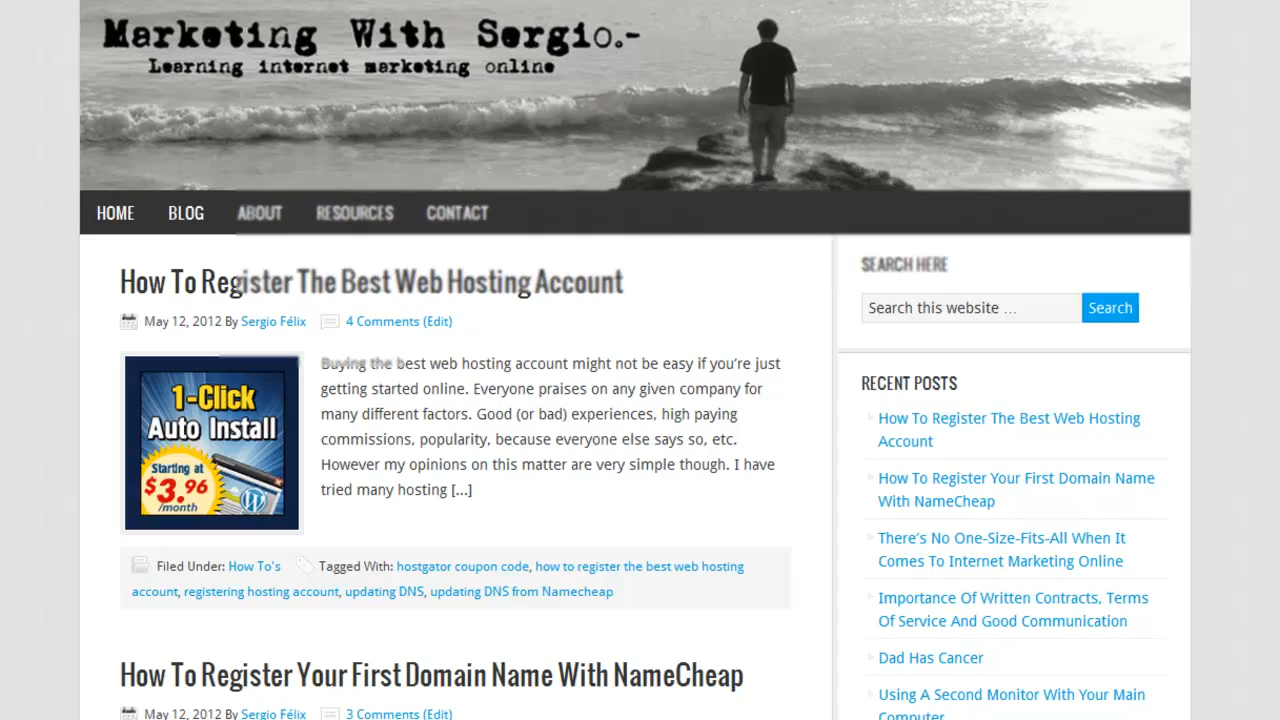 Marketing With Sergio.-
Learning internet marketing online
HOME BLOG ABOUT RESOURCES CONTACT
How To Register The Best Web Hosting Account
May 12, 2012 By Sergio Félix 4 Comments (Edit)
1-Click
Auto Install
Starting at
$3.96
/month
Buying the best web hosting account might not be easy if you’re just
getting started online. Everyone praises on any given company for
many different factors. Good (or bad) experiences, high paying
commissions, popularity, because everyone else says so, etc.
However my opinions on this matter are very simple though. I have
tried many hosting [...]
Filed Under: How To's Tagged With: hostgator coupon code, how to register the best web hosting
account, registering hosting account, updating DNS, updating DNS from Namecheap
How To Register Your First Domain Name With NameCheap
May 12, 2012 By Sergio Félix 3 Comments (Edit)
SEARCH HERE
Search this website … Search
RECENT POSTS
How To Register The Best Web Hosting
Account
How To Register Your First Domain Name
With NameCheap
There’s No One-Size-Fits-All When It
Comes To Internet Marketing Online
Importance Of Written Contracts, Terms
Of Service And Good Communication
Dad Has Cancer
Using A Second Monitor With Your Main
Computer